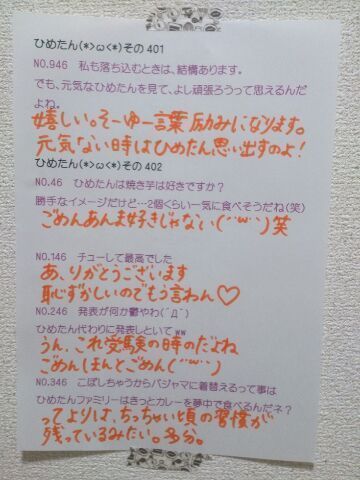 ひめたん(*>ω<*)その401
NO.946 私も落ち込むときは、結構あります。
でも、元気なひめたんを見て、よし頑張ろうって思えるんだ
よね。
嬉しい。そーゆー言葉励みになります。
元気ない時はひめたん思い出すのよ！
ひめたん(*>ω<*)その402
NO.46 ひめたんは焼き芋は好きですか？
勝手なイメージだけど…2個くらい一気に食べそうだね(笑)
ごめんあんま好きじゃない(´ʷ｀)笑
NO.146 チューして最高でした
あ、りがとうございます
恥ずかしいのでもう言わん♡
NO.246 発表が何か鬱やわ(´Д｀)
ひめたん代わりに発表しといてww
うん、これ受験の時のだよね
ごめんほんとごめん(´ʷ｀)
NO.346 こぼしちゃうからパジャマに着替えるって事は
ひめたんファミリーはきっとカレーを夢中で食べるんだネ？
ってよりは、ちっちゃい頃の習慣が
残っているみたい。多分。